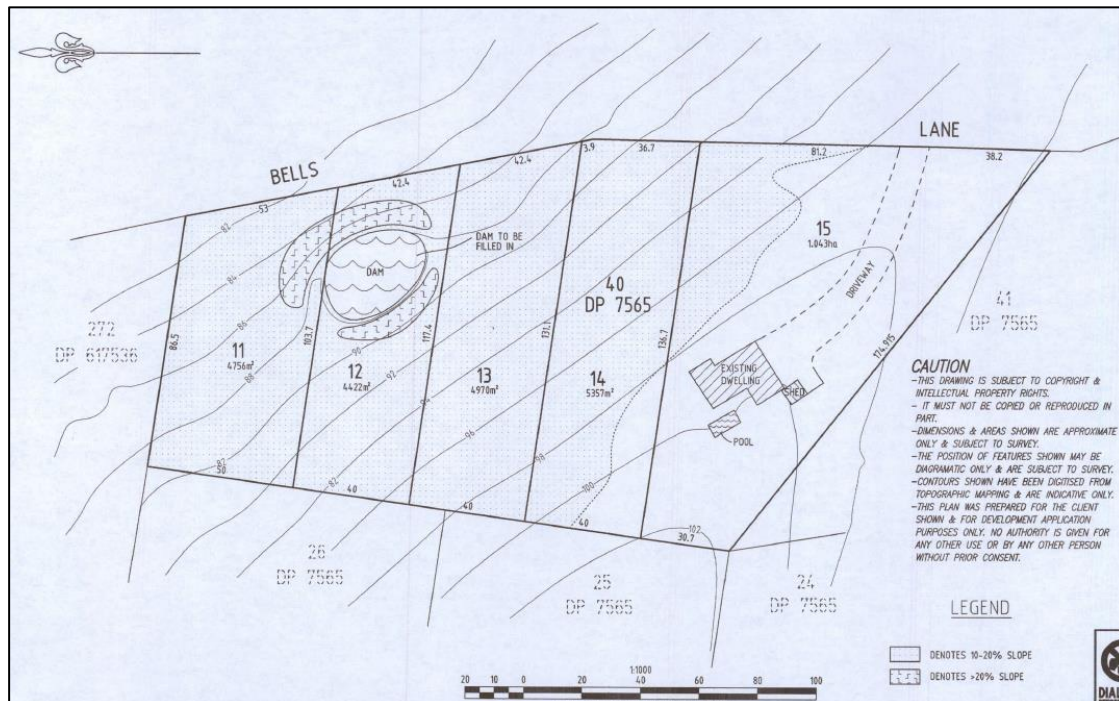 BELLS
LANE
53
42.4
42.4
3.9
36.7
81.2
38.2
82
84
86
88
90
92
94
96
98
100
102
82
82
DAM TO BE
FILLED IN
DAM
86.5
103.7
117.4
131.1
136.7
174.915
11
4756m²
12
4422m²
13
4970m²
14
5357m²
15
1.043ha
40
DP 7565
DRIVEWAY
EXISTING
DWELLING
SHED
POOL
50
40
40
40
30.7
272
DP 617536
41
DP 7565
26
DP 7565
25
DP 7565
24
DP 7565
CAUTION
-THIS DRAWING IS SUBJECT TO COPYRIGHT &
INTELLECTUAL PROPERTY RIGHTS.
- IT MUST NOT BE COPIED OR REPRODUCED IN
PART.
-DIMENSIONS & AREAS SHOWN ARE APPROXIMATE
ONLY & SUBJECT TO SURVEY.
-THE POSITION OF FEATURES SHOWN MAY BE
DIAGRAMATIC ONLY & ARE SUBJECT TO SURVEY.
-CONTOURS SHOWN HAVE BEEN DIGITISED FROM
TOPOGRAPHIC MAPPING & ARE INDICATIVE ONLY.
-THIS PLAN WAS PREPARED FOR THE CLIENT
SHOWN & FOR DEVELOPMENT APPLICATION
PURPOSES ONLY. NO AUTHORITY IS GIVEN FOR
ANY OTHER USE OR BY ANY OTHER PERSON
WITHOUT PRIOR CONSENT.
LEGEND
DENOTES 10-20% SLOPE
DENOTES >20% SLOPE
1:1000
20 10 0 20 40 60 80 100